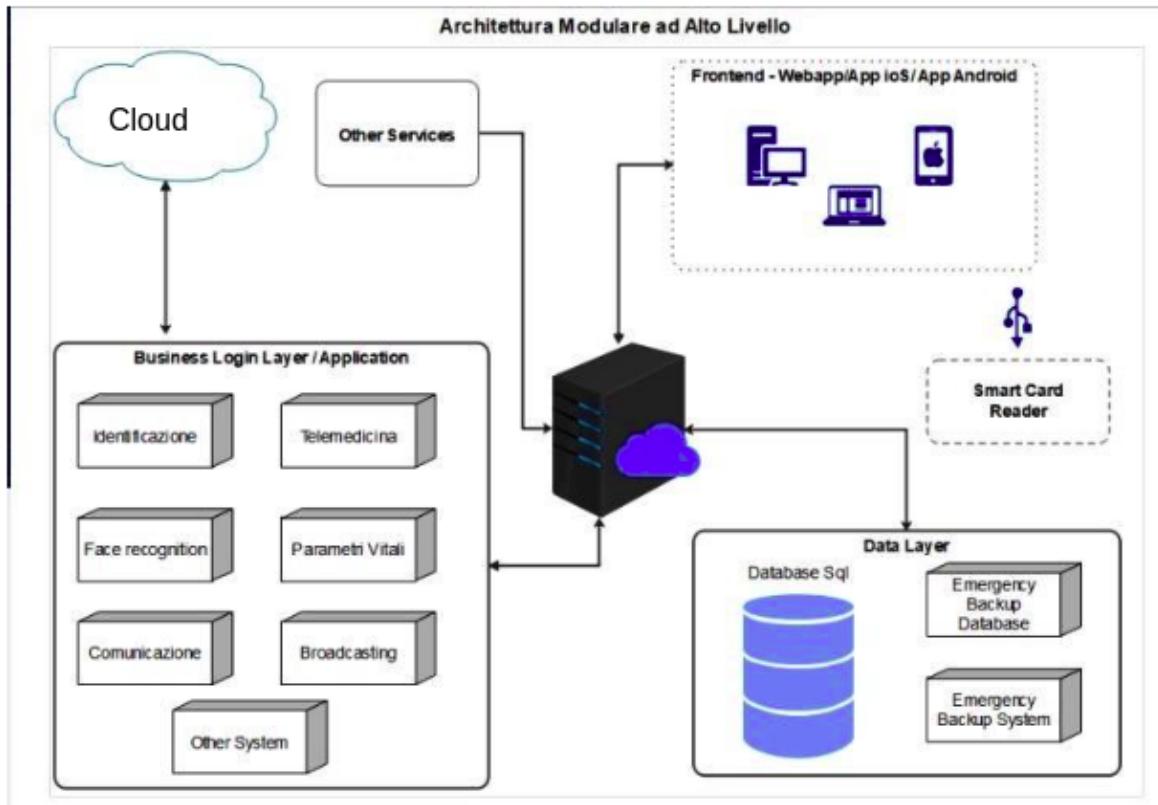 Architettura Modulare ad Alto Livello
Cloud
Other Services
Frontend - Webapp/App ioS/ App Android
Smart Card
Reader
Business Login Layer / Application
Identificazione
Telemedicina
Face recognition
Parametri Vitali
Comunicazione
Broadcasting
Other System
Data Layer
Database Sql
Emergency
Backup
Database
Emergency
Backup System